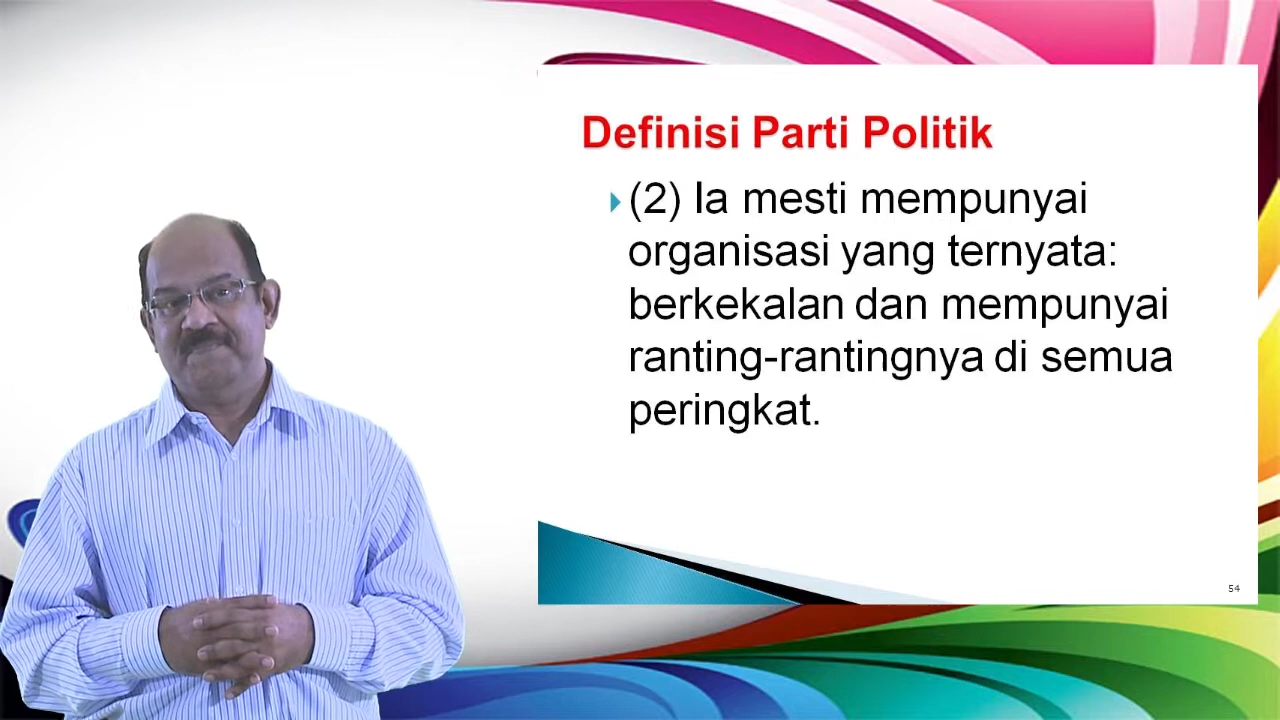 Definisi Parti Politik
(2) Ia mesti mempunyai
organisasi yang ternyata:
berkekalan dan mempunyai
ranting-rantingnya di semua
peringkat.
54